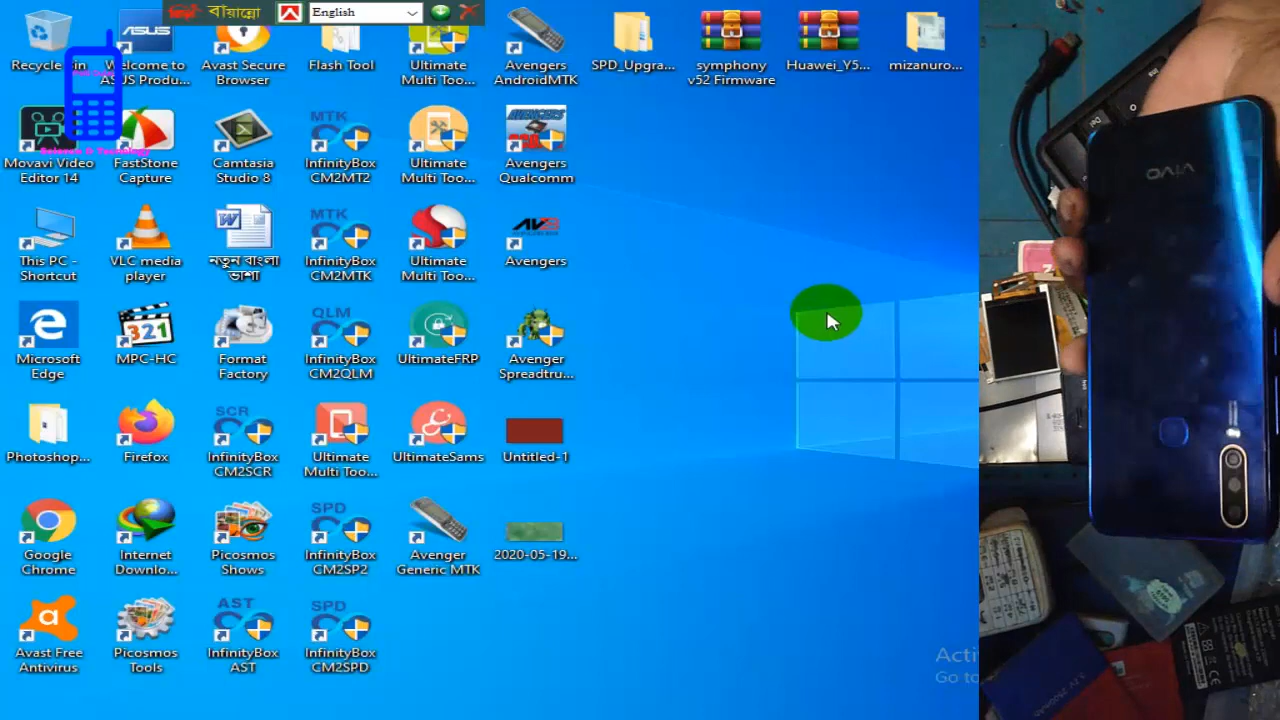 বাঁয়ান্নো
English
Recycle Bin
ASUS
Welcome to
ASUS Produ...
Avast Secure
Browser
Flash Tool
Ultimate
Multi Too...
Avengers
AndroidMTK
SPD_Upgra...
symphony
v52 Firmware
Huawei_Y5...
mizanuro...
Movavi Video
Editor 14
FastStone
Capture
Camtasia
Studio 8
MTK
InfinityBox
CM2MT2
Ultimate
Multi Too...
AVENGERS
Avengers
Qualcomm
This PC -
Shortcut
VLC media
player
নতুন বাংলা
ভাশা
MTK
InfinityBox
CM2MTK
Ultimate
Multi Too...
AVS
Avengers
Microsoft
Edge
321
MPC-HC
Format
Factory
QLM
InfinityBox
CM2QLM
UltimateFRP
Avenger
Spreadtru...
Photoshop...
Firefox
SCR
InfinityBox
CM2SCR
Ultimate
Multi Too...
UltimateSams
Untitled-1
Google
Chrome
Internet
Downlo...
Picosmos
Shows
SPD
InfinityBox
CM2SP2
Avenger
Generic MTK
2020-05-19...
Avast Free
Antivirus
Picosmos
Tools
AST
InfinityBox
AST
SPD
InfinityBox
CM2SPD
Acti
Go to
vivo